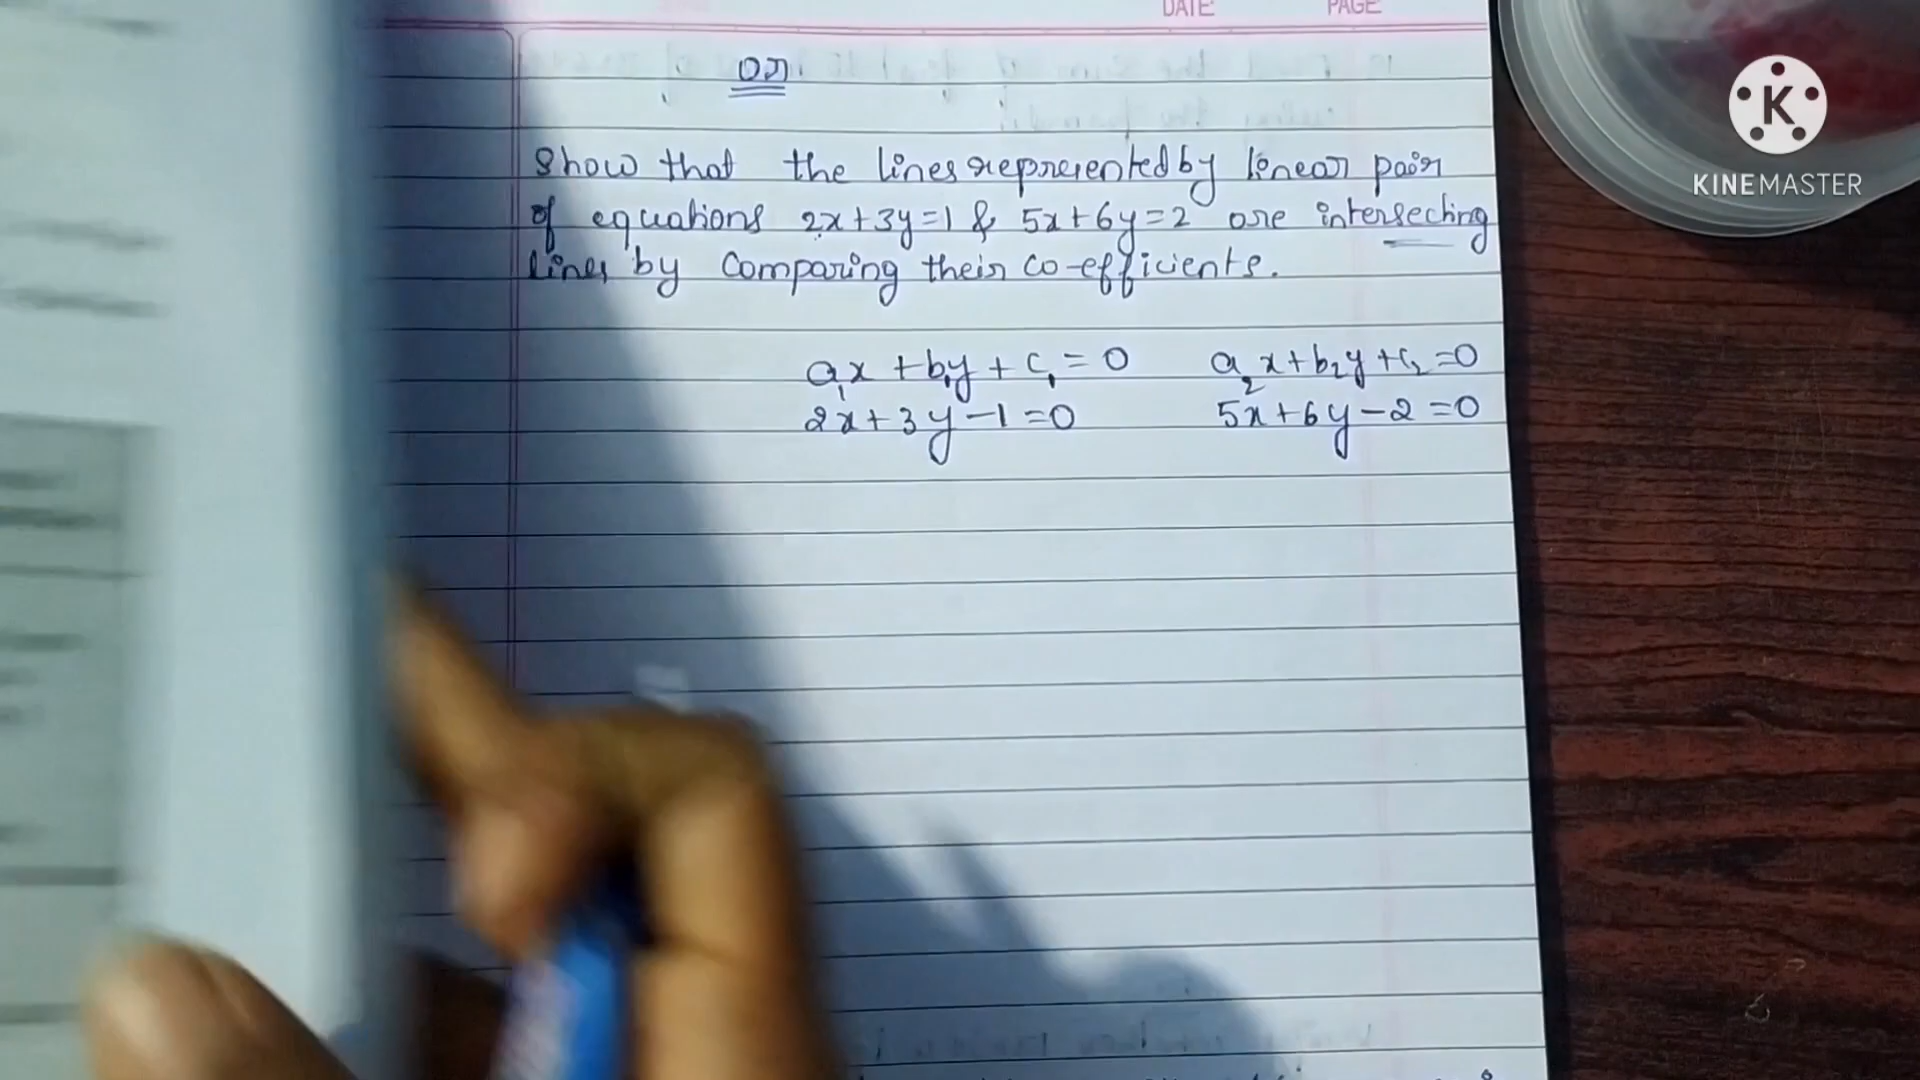 DATE: PAGE:
or
Show that the lines represented by linear pair
of equations 2x+3y=1 & 5x+6y=2 are intersecting
lines by comparing their co-efficients.
a₁x + b₁y + c₁ = 0 a₂x + b₂y + c₂ = 0
2x+3y-1=0 5x+6y-2=0
K
KINEMASTER